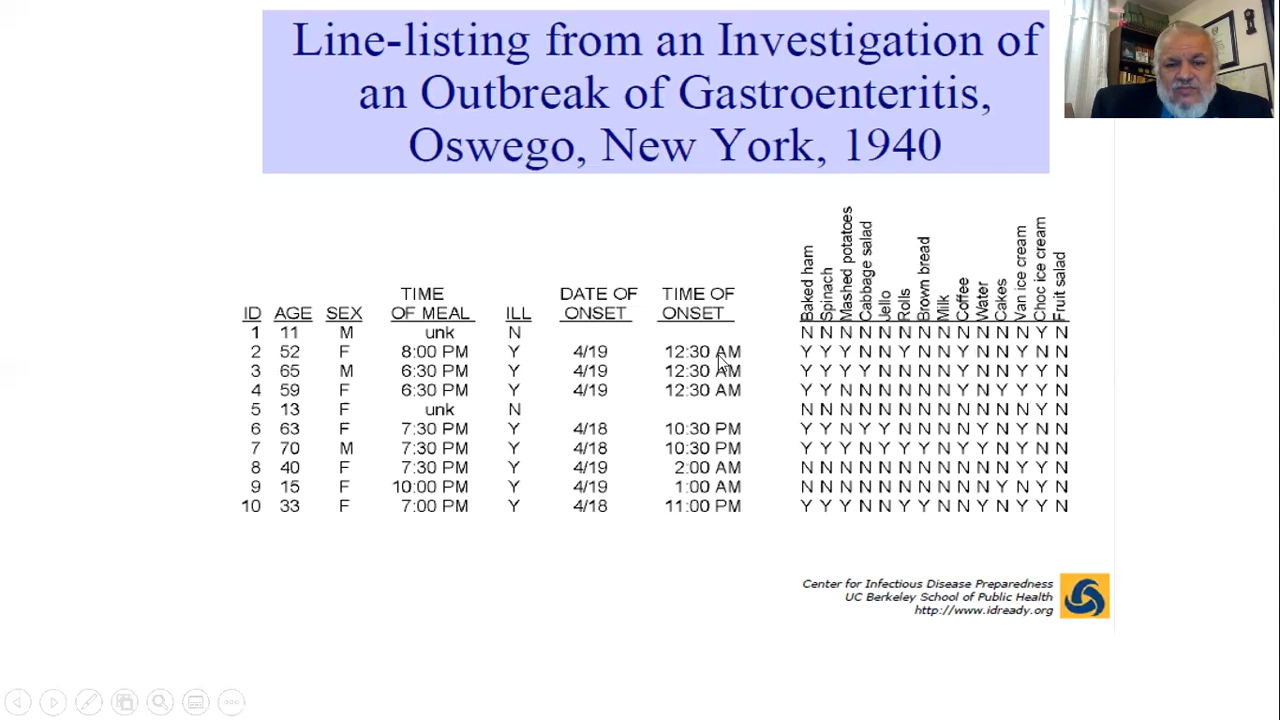 Line-listing from an Investigation of
an Outbreak of Gastroenteritis,
Oswego, New York, 1940
ID AGE SEX TIME OF MEAL ILL DATE OF ONSET TIME OF ONSET Baked ham Spinach Mashed potatoes Cabbage salad Jello Rolls Brown bread Milk Coffee Water Cakes Van ice cream Choc ice cream Fruit salad
1 11 M unk N N N N N N N N N N N N N Y N
2 52 F 8:00 PM Y 4/19 12:30 AM Y Y Y N N Y N N Y N N Y N N
3 65 M 6:30 PM Y 4/19 12:30 AM Y Y Y Y N N N N Y N N Y Y N
4 59 F 6:30 PM Y 4/19 12:30 AM Y Y N N N N N N Y N Y Y Y N
5 13 F unk N N N N N N N N N N N N N Y N
6 63 F 7:30 PM Y 4/18 10:30 PM Y Y N Y Y N N N N Y N Y N N
7 70 M 7:30 PM Y 4/18 10:30 PM Y Y Y N Y Y Y N Y Y N Y N N
8 40 F 7:30 PM Y 4/19 2:00 AM N N N N N N N N N N N Y Y N
9 15 F 10:00 PM Y 4/19 1:00 AM N N N N N N N N N N Y N Y N
10 33 F 7:00 PM Y 4/18 11:00 PM Y Y Y N N Y Y N N Y N Y Y N
Center for Infectious Disease Preparedness
UC Berkeley School of Public Health
http://www.idready.org